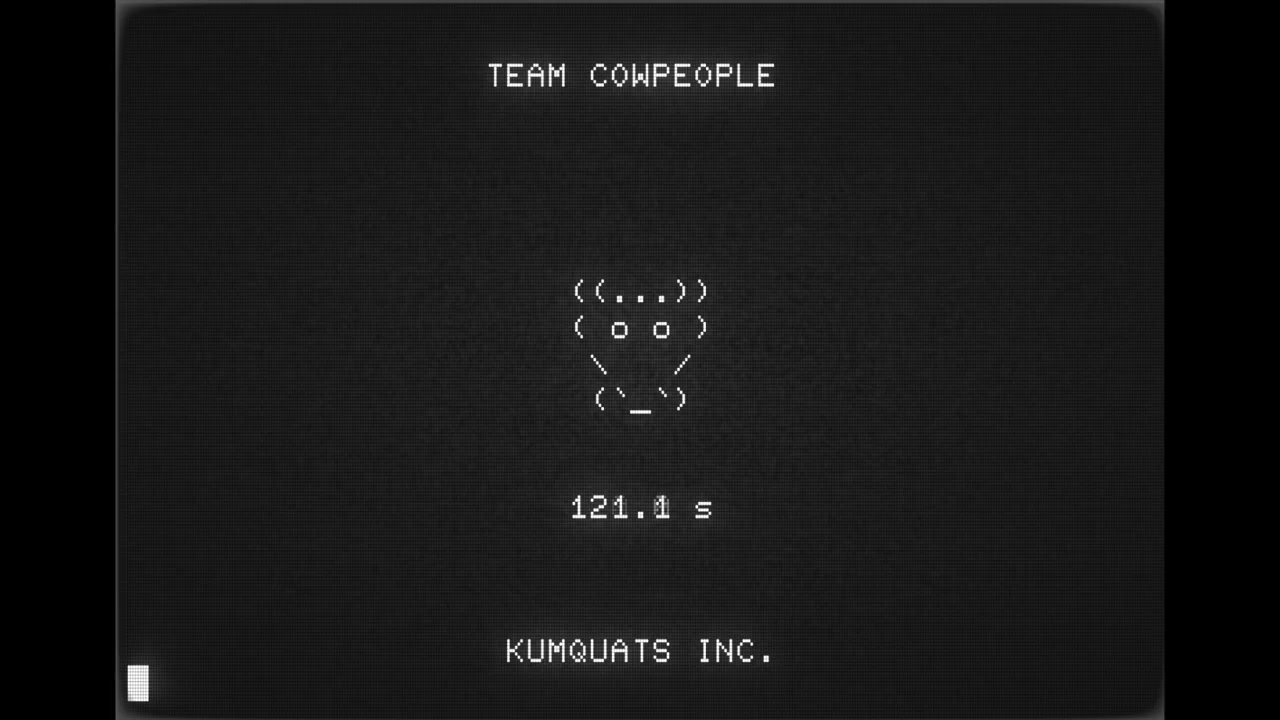 TEAM COWPEOPLE
((...))
( o o )
\   /
(`_`)
121.1 s
KUMQUATS INC.